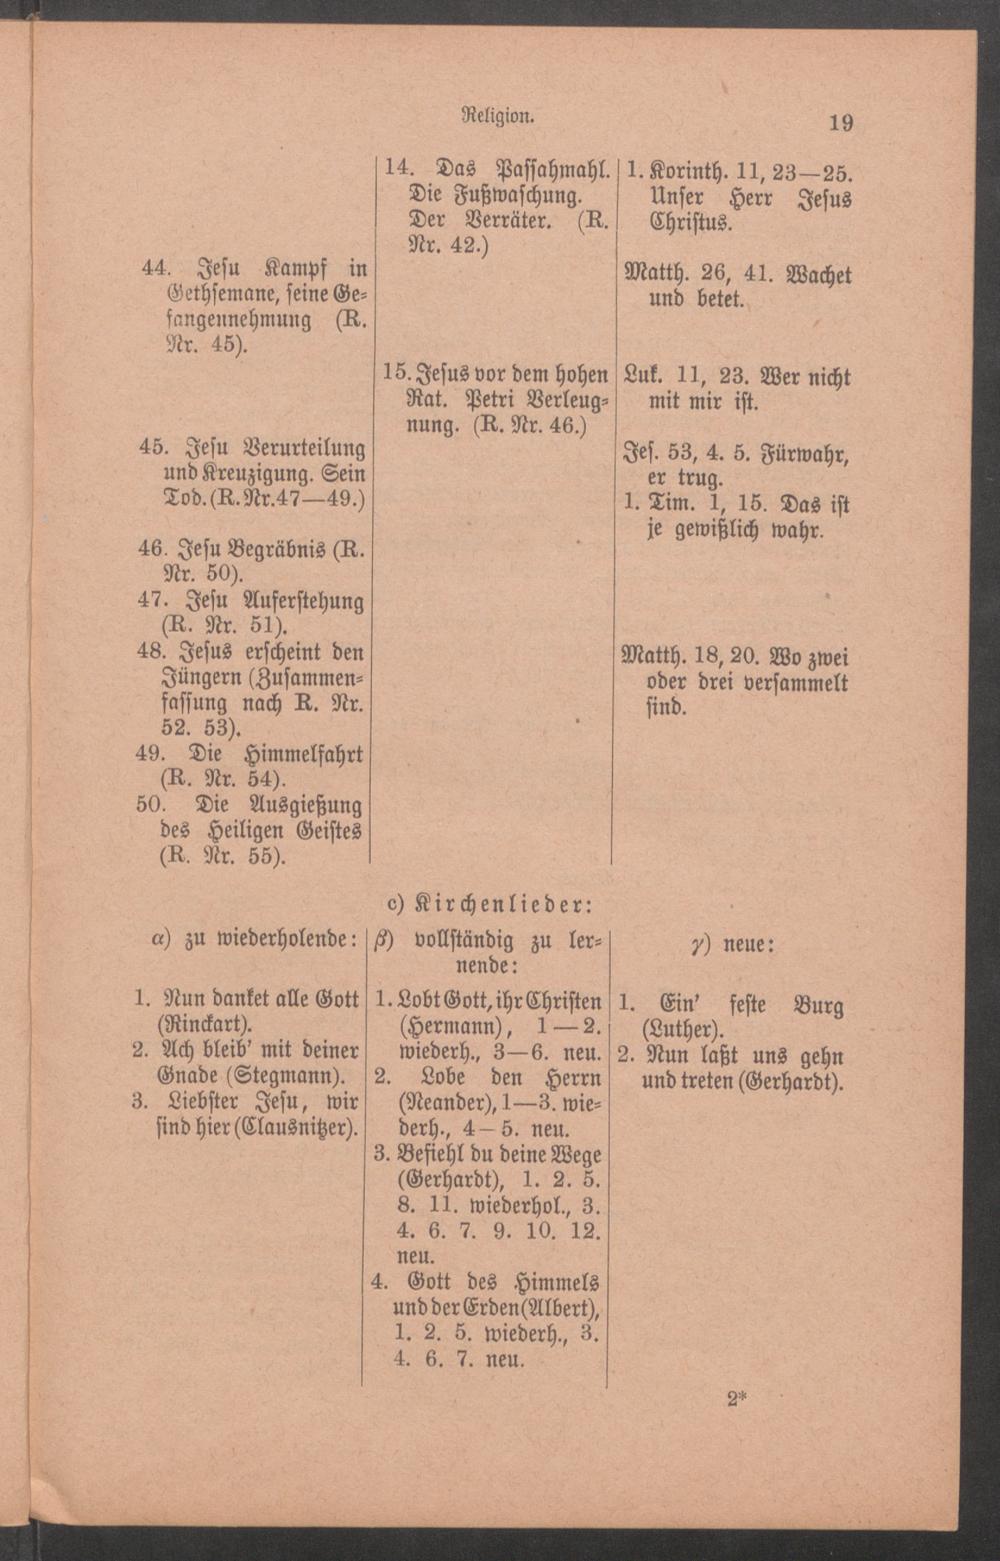 Religion.
19
14. Das Passahmahl.
Die Fußwaschung.
Der Verräter. (R.
Nr. 42.)
1. Korinth. 11, 23—25.
Unser Herr Jesus
Christus.
44. Jesu Kampf in
Gethsemane, seine Ge-
fangennehmung (R.
Nr. 45).
Matth. 26, 41. Wachet
und betet.
15. Jesus vor dem hohen
Rat. Petri Verleug-
nung. (R. Nr. 46.)
Luk. 11, 23. Wer nicht
mit mir ist.
45. Jesu Verurteilung
und Kreuzigung. Sein
Tod. (R. Nr. 47—49.)
Jes. 53, 4. 5. Fürwahr,
er trug.
1. Tim. 1, 15. Das ist
je gewißlich wahr.
46. Jesu Begräbnis (R.
Nr. 50).
47. Jesu Auferstehung
(R. Nr. 51).
48. Jesus erscheint den
Jüngern (Zusammen-
fassung nach R. Nr.
52. 53).
Matth. 18, 20. Wo zwei
oder drei versammelt
sind.
49. Die Himmelfahrt
(R. Nr. 54).
50. Die Ausgießung
des Heiligen Geistes
(R. Nr. 55).
c) Kirchenlieder:
α) zu wiederholende:
1. Nun danket alle Gott
(Rinckart).
2. Ach bleib' mit deiner
Gnade (Stegmann).
3. Liebster Jesu, wir
sind hier (Clausnitzer).
β) vollständig zu ler-
nende:
1. Lobt Gott, ihr Christen
(Hermann), 1—2.
wiederh., 3—6. neu.
2. Lobe den Herrn
(Neander), 1—3. wie-
derh., 4—5. neu.
3. Befiehl du deine Wege
(Gerhardt), 1. 2. 5.
8. 11. wiederhol., 3.
4. 6. 7. 9. 10. 12.
neu.
4. Gott des Himmels
und der Erden (Albert),
1. 2. 5. wiederh., 3.
4. 6. 7. neu.
γ) neue:
1. Ein' feste Burg
(Luther).
2. Nun laßt uns gehn
und treten (Gerhardt).
2*